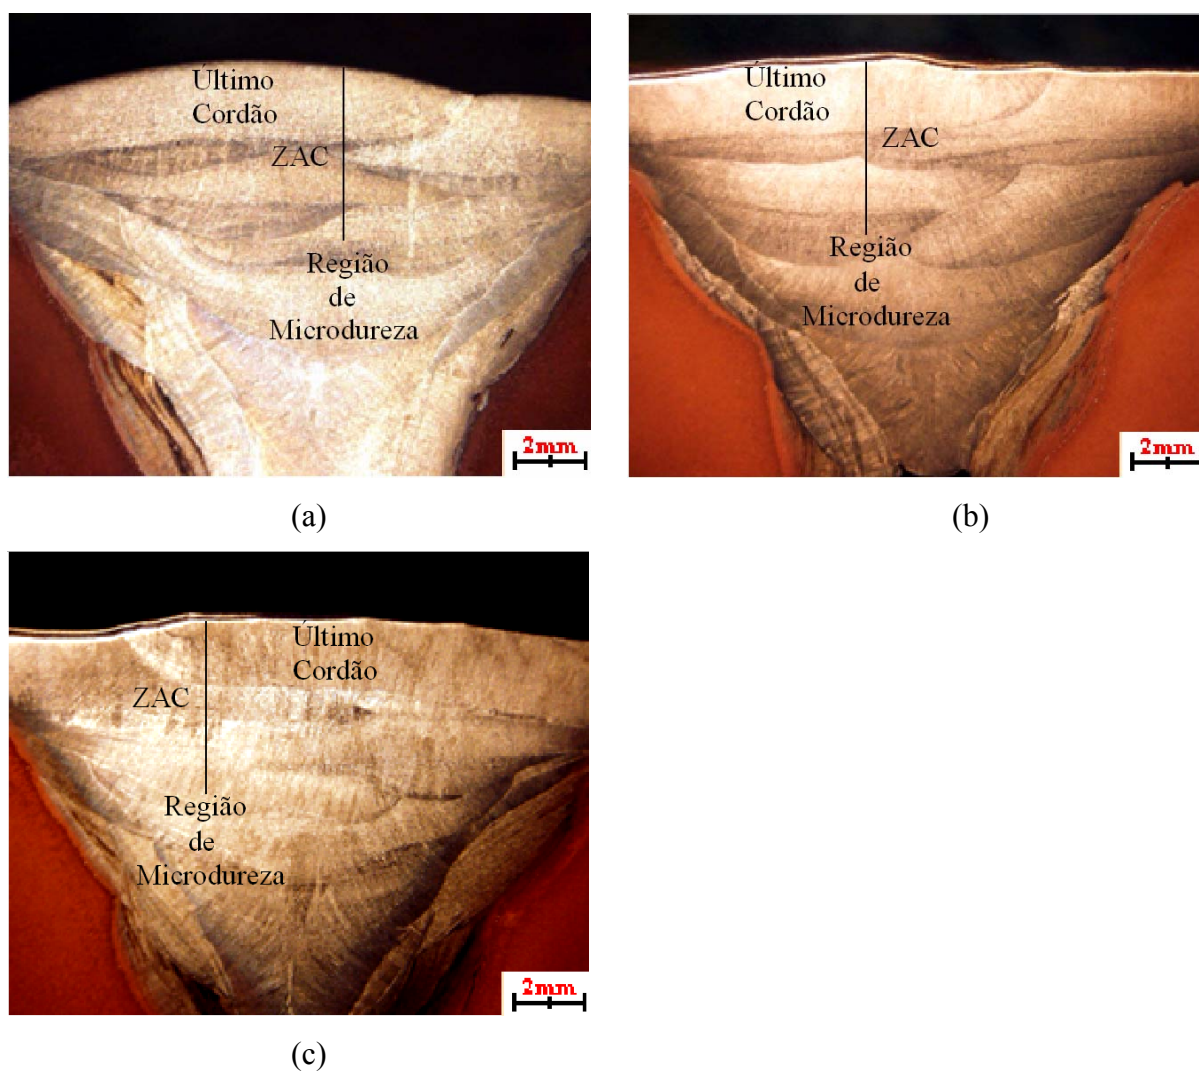 Último
Cordão
ZAC
Região
de
Microdureza
2mm
(a)
Último
Cordão
ZAC
Região
de
Microdureza
2mm
(b)
Último
Cordão
ZAC
Região
de
Microdureza
2mm
(c)